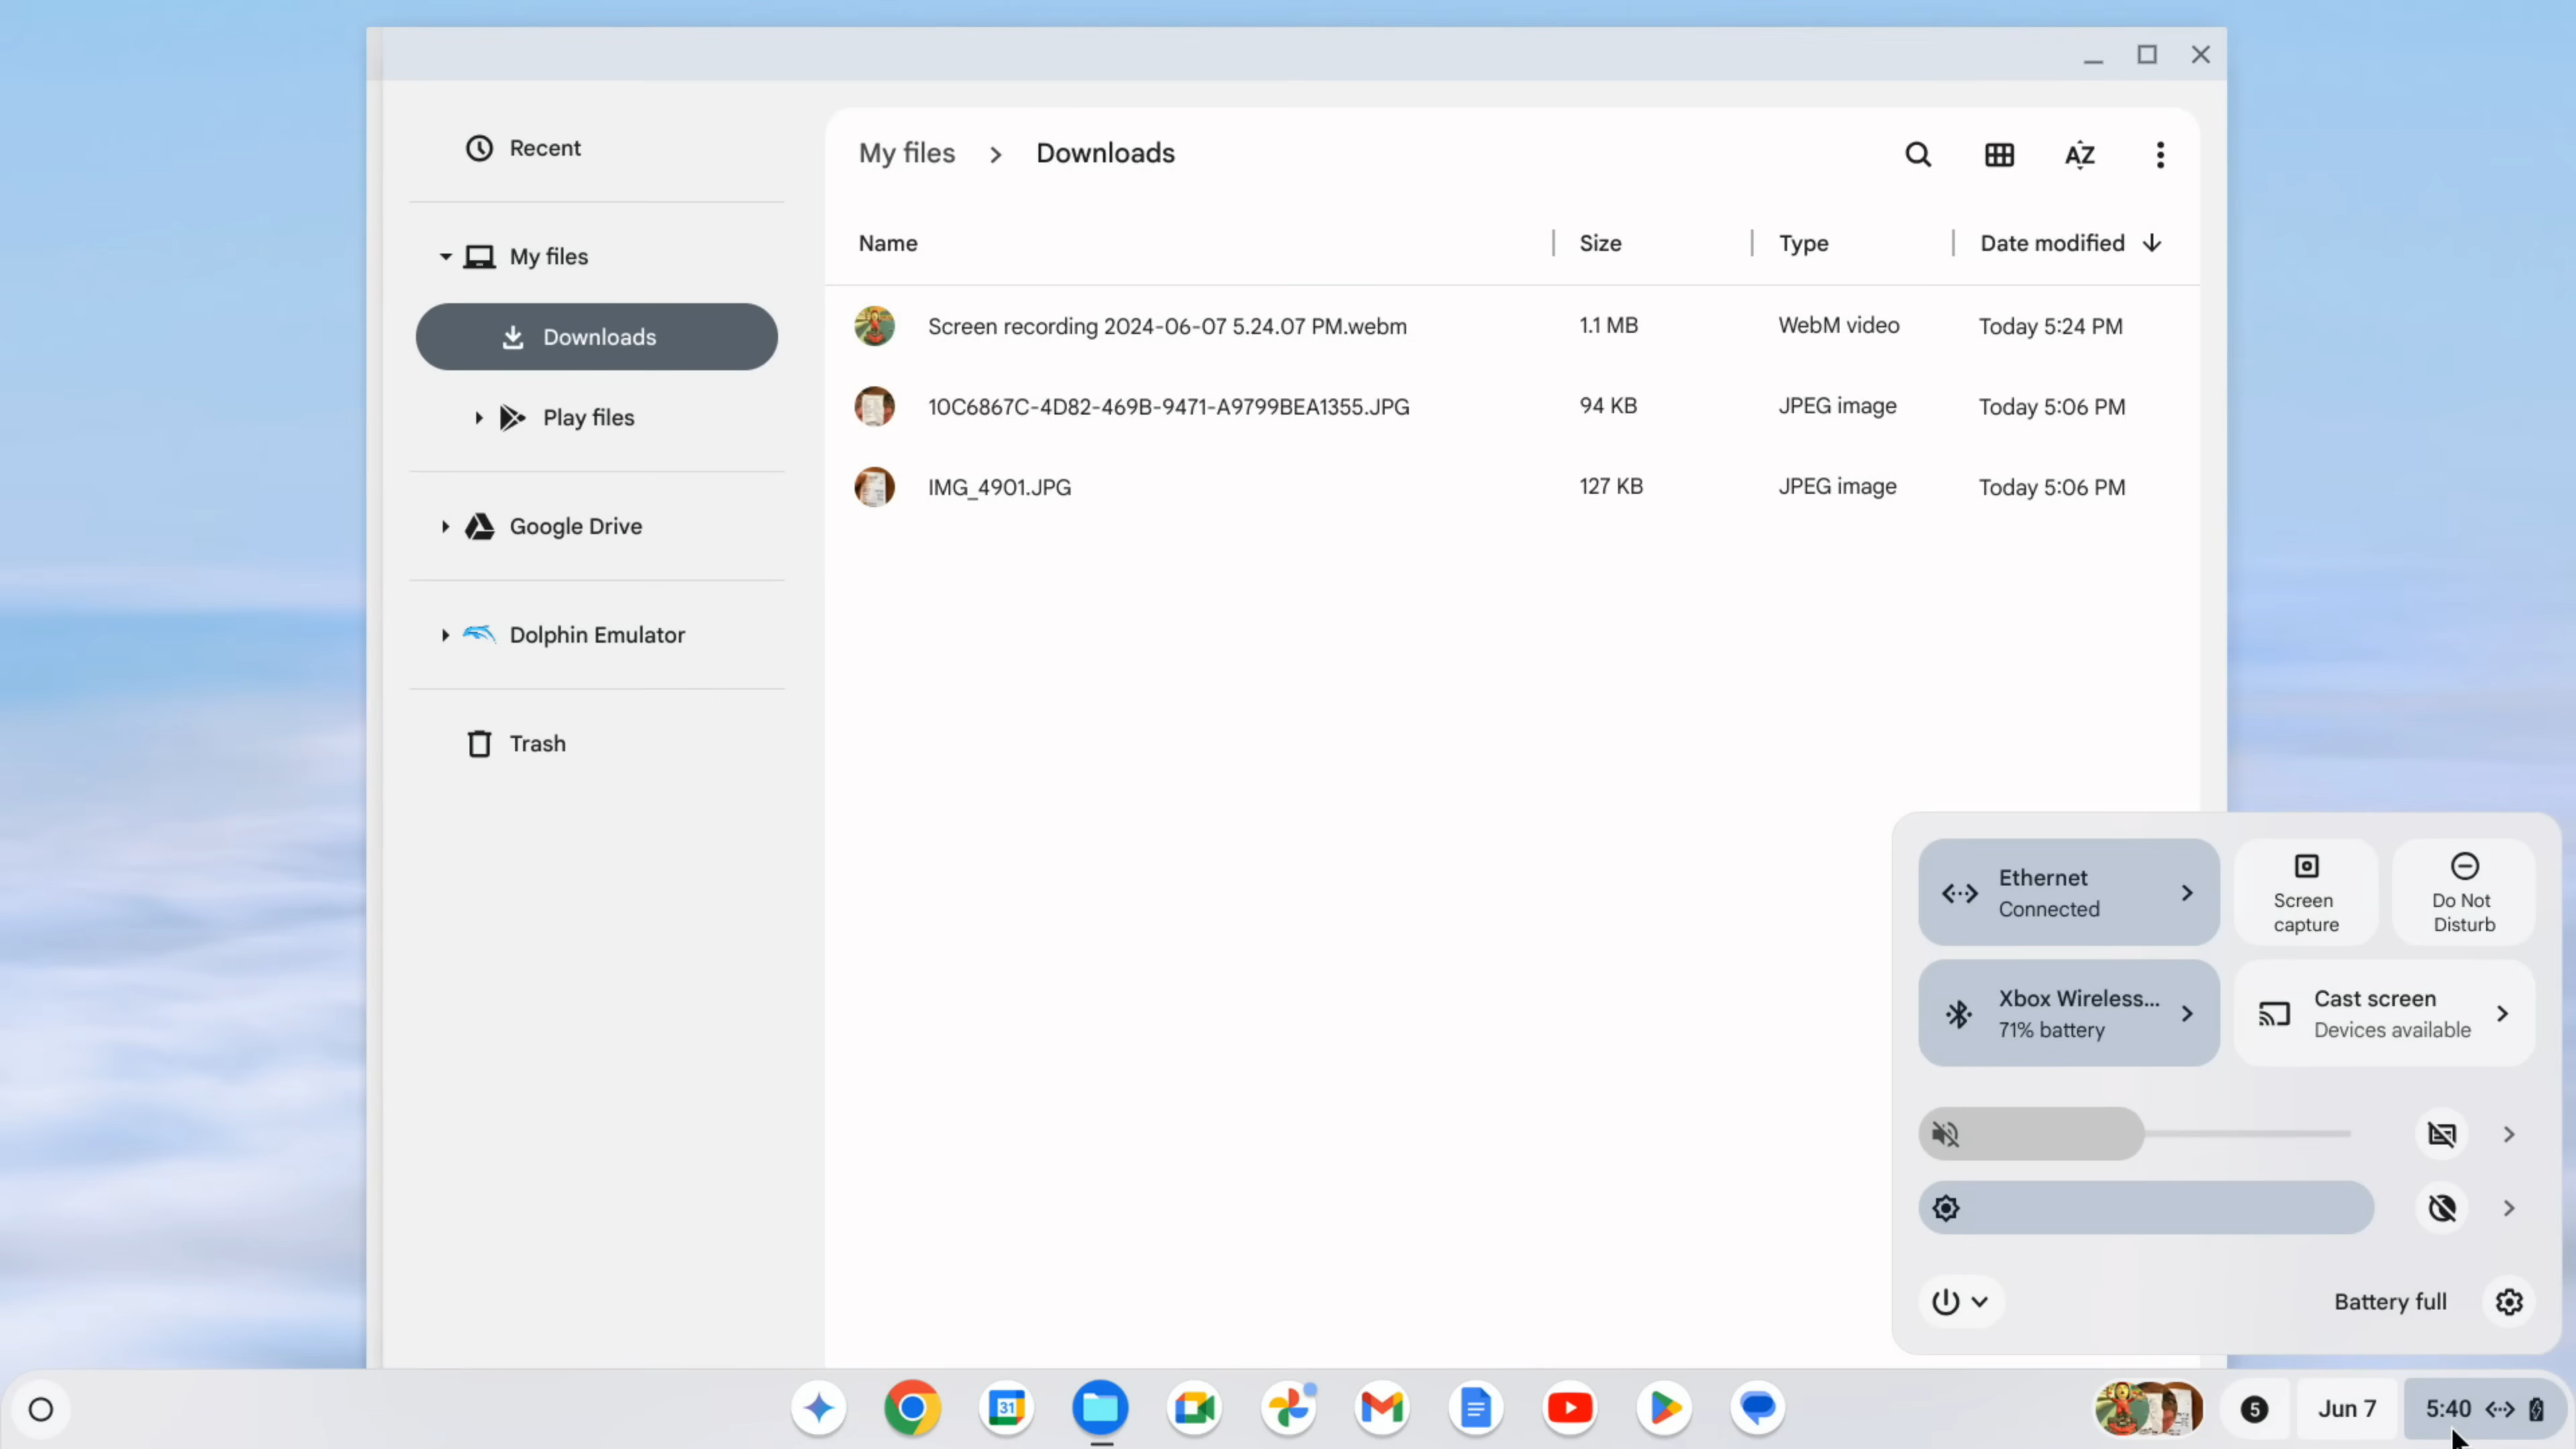 Recent
My files
Downloads
Play files
Google Drive
Dolphin Emulator
Trash
My files > Downloads
AZ
Name Size Type Date modified
Screen recording 2024-06-07 5.24.07 PM.webm 1.1 MB WebM video Today 5:24 PM
10C6867C-4D82-469B-9471-A9799BEA1355.JPG 94 KB JPEG image Today 5:06 PM
IMG_4901.JPG 127 KB JPEG image Today 5:06 PM
Ethernet
Connected
Screen
capture
Do Not
Disturb
Xbox Wireless...
71% battery
Cast screen
Devices available
Battery full
31
5
Jun 7
5:40